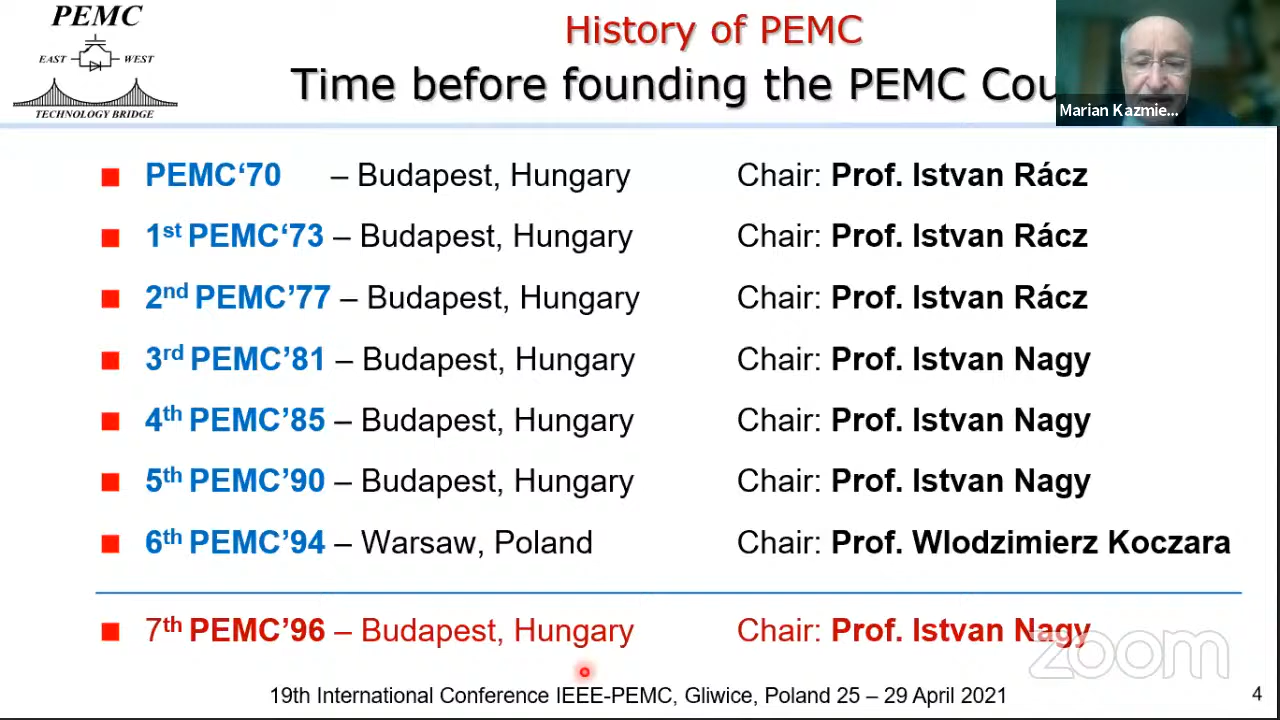 PEMC
EAST WEST
TECHNOLOGY BRIDGE
History of PEMC
Time before founding the PEMC Cou
Marian Kazmie...
■ PEMC‘70 – Budapest, Hungary Chair: Prof. Istvan Rácz
■ 1st PEMC‘73 – Budapest, Hungary Chair: Prof. Istvan Rácz
■ 2nd PEMC’77 – Budapest, Hungary Chair: Prof. Istvan Rácz
■ 3rd PEMC’81 – Budapest, Hungary Chair: Prof. Istvan Nagy
■ 4th PEMC’85 – Budapest, Hungary Chair: Prof. Istvan Nagy
■ 5th PEMC’90 – Budapest, Hungary Chair: Prof. Istvan Nagy
■ 6th PEMC’94 – Warsaw, Poland Chair: Prof. Wlodzimierz Koczara
■ 7th PEMC’96 – Budapest, Hungary Chair: Prof. Istvan Nagy
zoom
19th International Conference IEEE-PEMC, Gliwice, Poland 25 – 29 April 2021
4